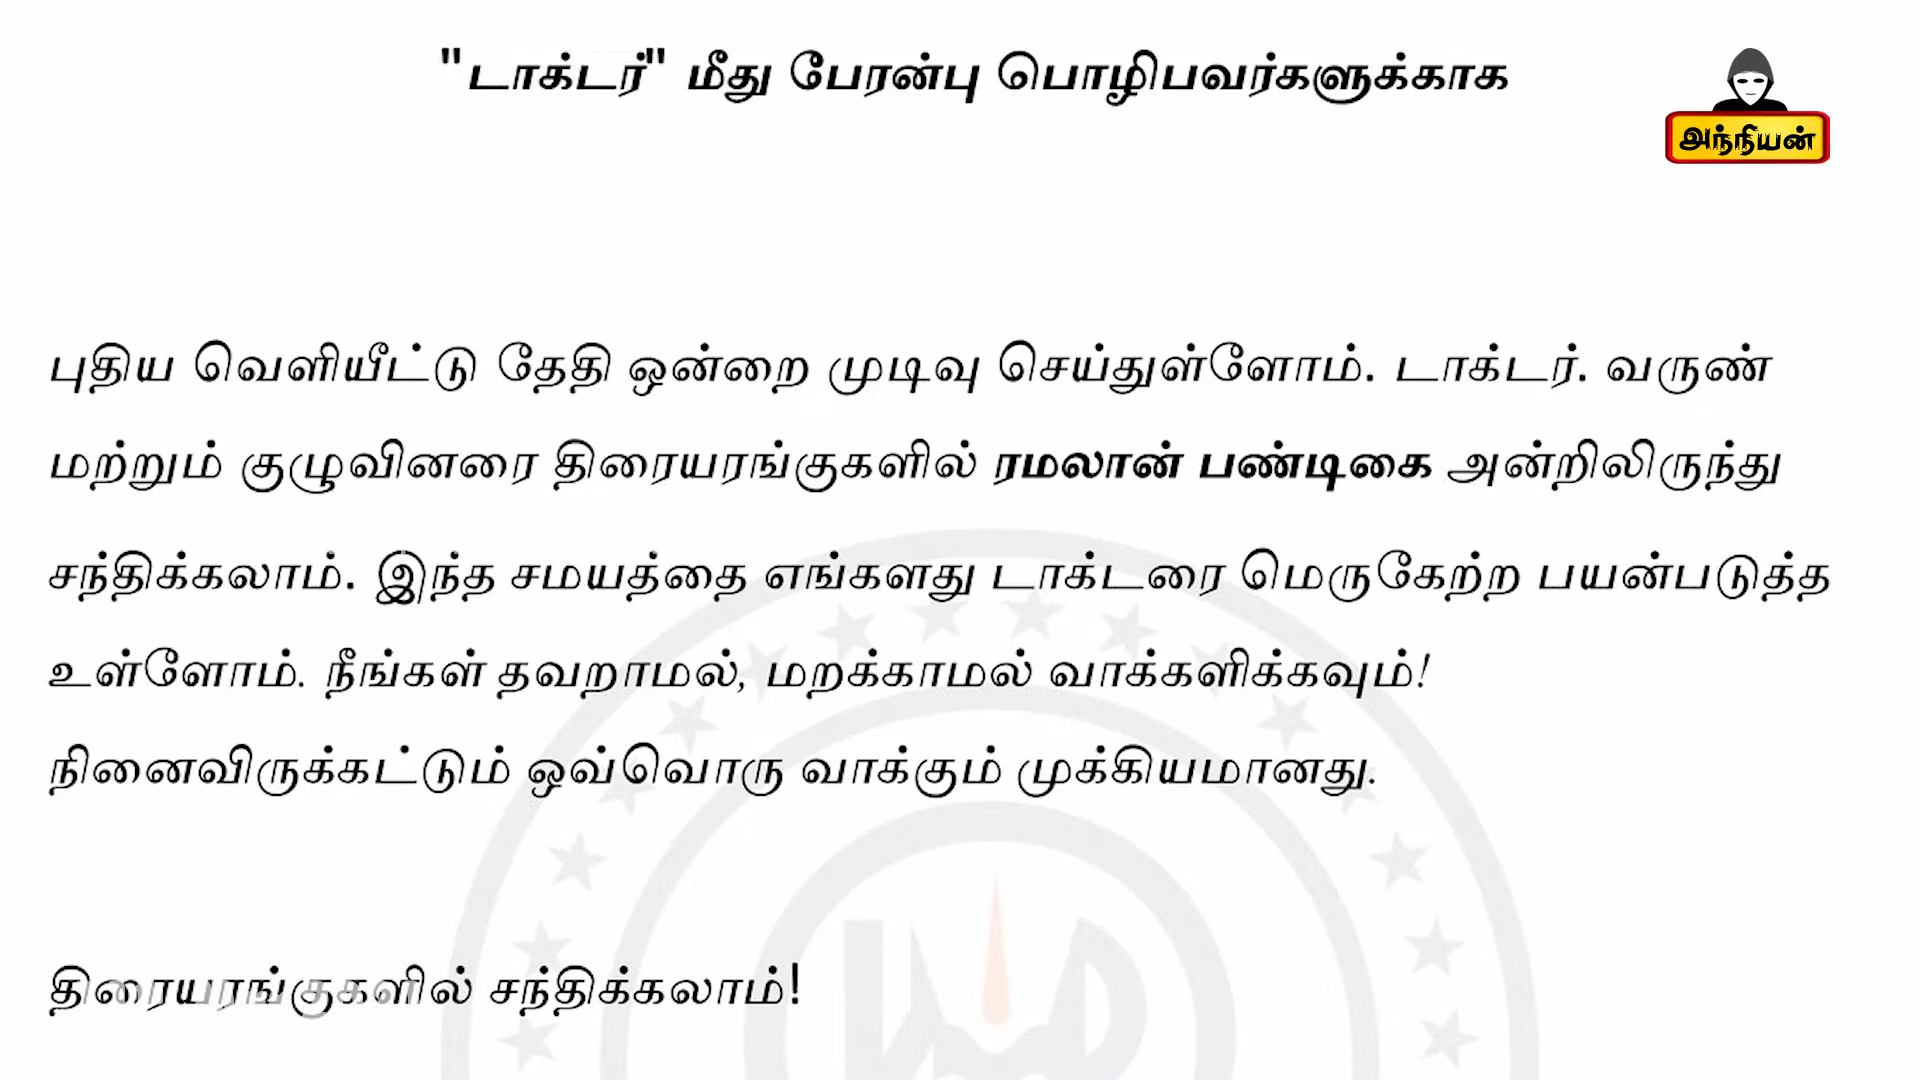 "டாக்டர்" மீது பேரன்பு பொழிபவர்களுக்காக
அந்நியன்
புதிய வெளியீட்டு தேதி ஒன்றை முடிவு செய்துள்ளோம். டாக்டர். வருண்
மற்றும் குழுவினரை திரையரங்குகளில் ரமலான் பண்டிகை அன்றிலிருந்து
சந்திக்கலாம். இந்த சமயத்தை எங்களது டாக்டரை மெருகேற்ற பயன்படுத்த
உள்ளோம். நீங்கள் தவறாமல், மறக்காமல் வாக்களிக்கவும்!
நினைவிருக்கட்டும் ஒவ்வொரு வாக்கும் முக்கியமானது.
திரையரங்குகளில் சந்திக்கலாம்!